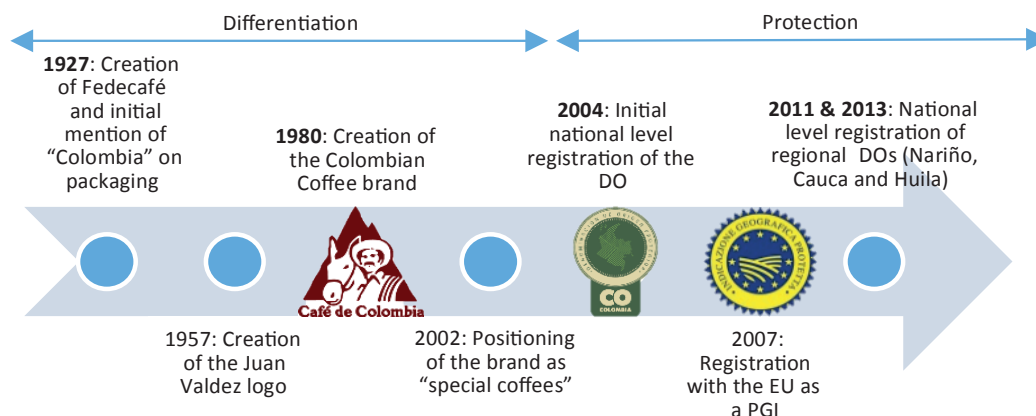 Differentiation
Protection
1927: Creation
of Fedecafé
and initial
mention of
“Colombia” on
packaging
1980: Creation of
the Colombian
Coffee brand
2004: Initial
national level
registration of the
DO
2011 & 2013: National
level registration of
regional DOs (Nariño,
Cauca and Huila)
Café de Colombia
CO
COLOMBIA
INDICAZIONE GEOGRAFICA PROTETTA
1957: Creation
of the Juan
Valdez logo
2002: Positioning
of the brand as
“special coffees”
2007:
Registration
with the EU as
a PGI